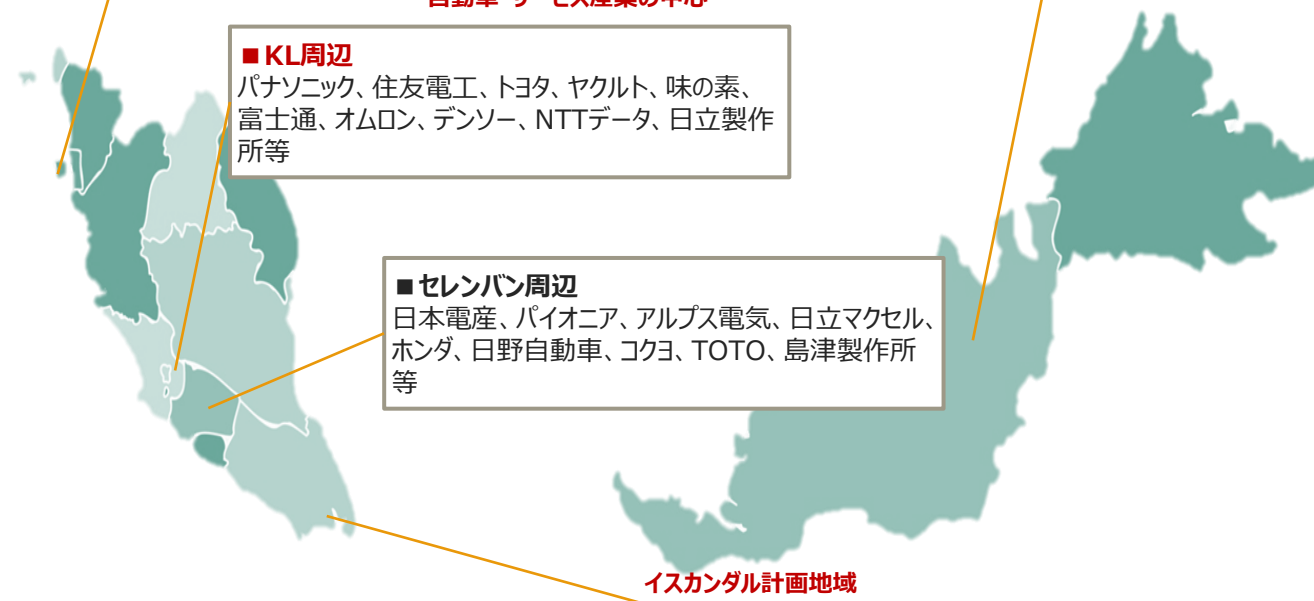 ■KL周辺
パナソニック、住友電工、トヨタ、ヤクルト、味の素、
富士通、オムロン、デンソー、NTTデータ、日立製作
所等
■セレンバン周辺
日本電産、パイオニア、アルプス電気、日立マクセル、
ホンダ、日野自動車、コクヨ、TOTO、島津製作所
等
イスカンダル計画地域